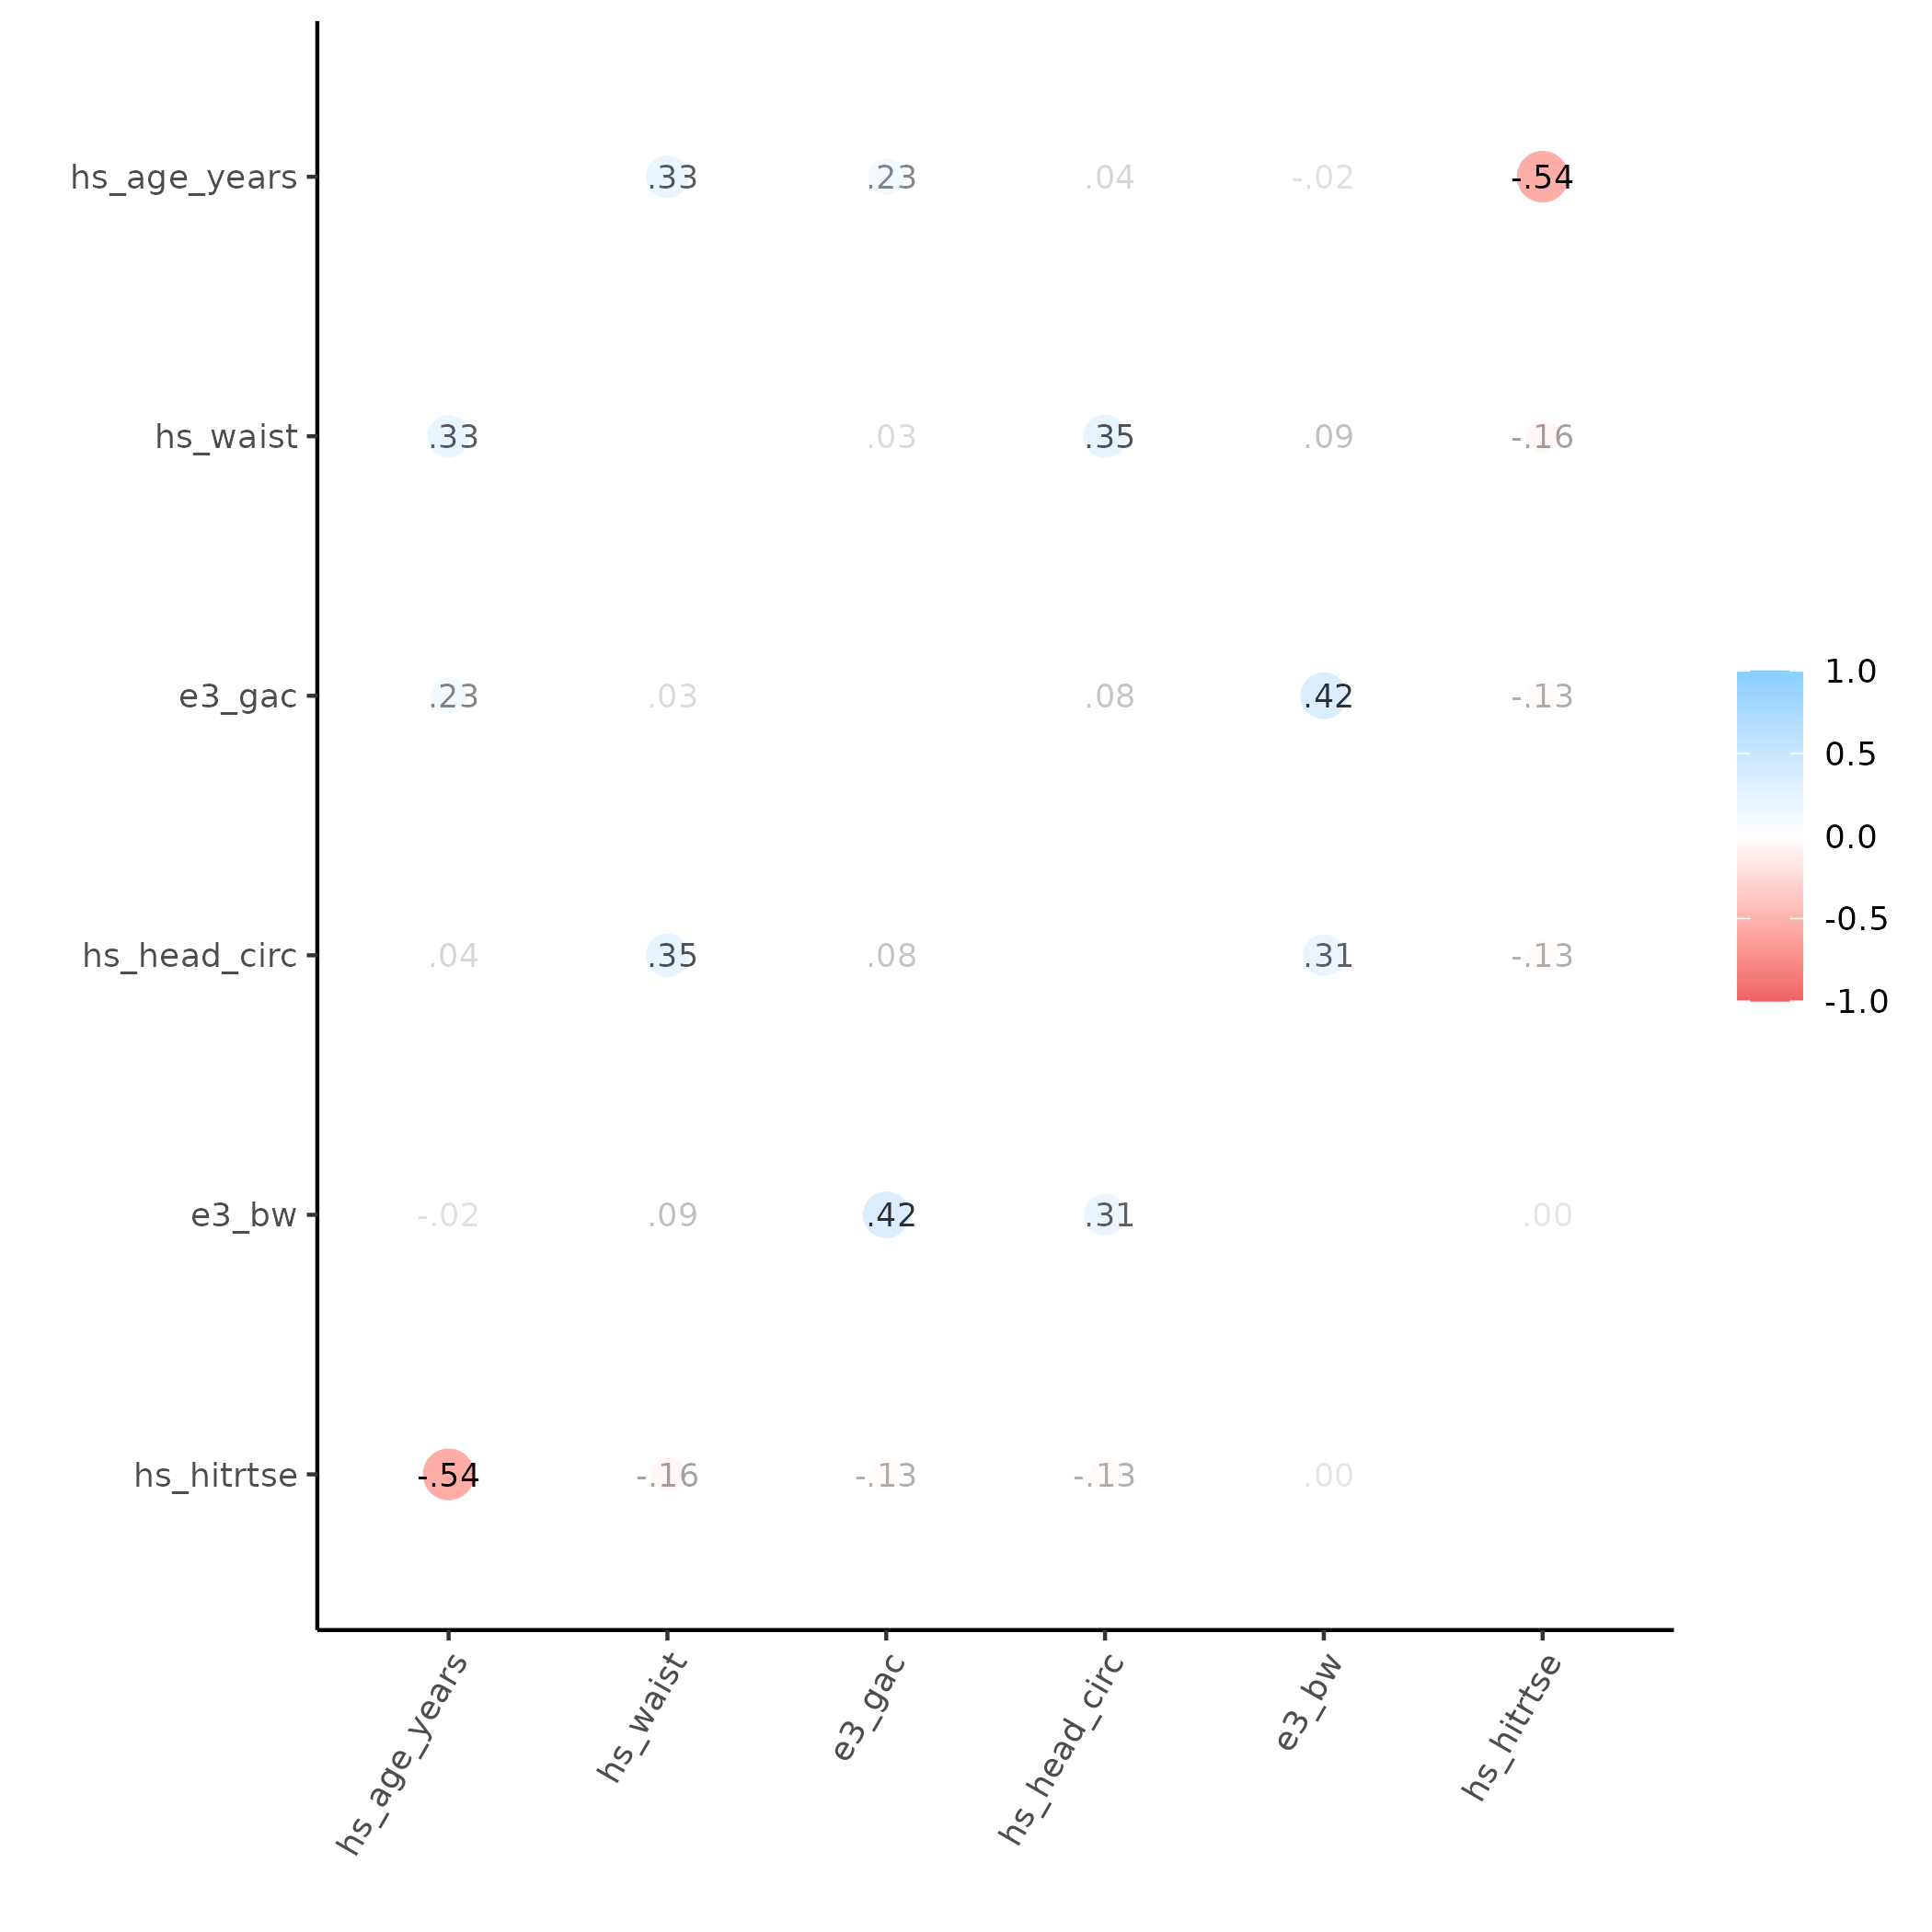 hs_age_years .33 .23 .04 -.02 -.54
hs_waist .33 .03 .35 .09 -.16
e3_gac .23 .03 .08 .42 -.13
hs_head_circ .04 .35 .08 .31 -.13
e3_bw -.02 .09 .42 .31 .00
hs_hitrtse -.54 -.16 -.13 -.13 .00
hs_age_years hs_waist e3_gac hs_head_circ e3_bw hs_hitrtse
1.0
0.5
0.0
-0.5
-1.0